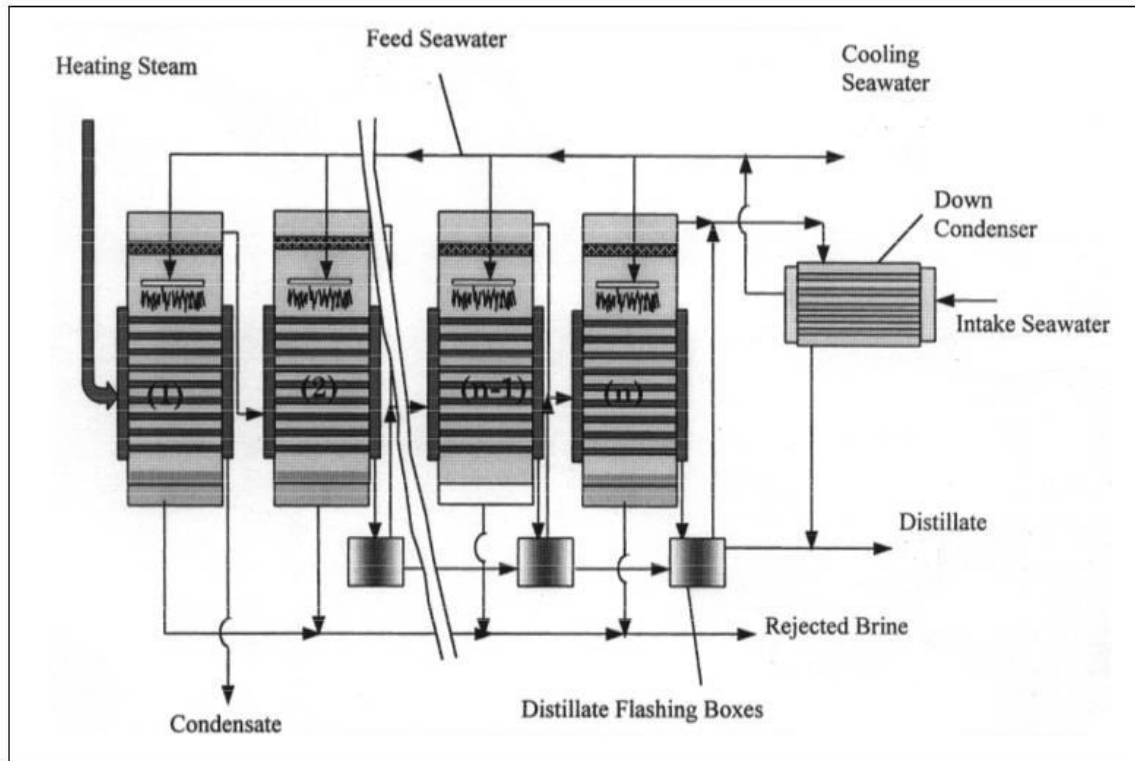 Feed Seawater
Heating Steam
Cooling
Seawater
Down
Condenser
Intake Seawater
(1)
(2)
(n-1)
(n)
Distillate
Rejected Brine
Distillate Flashing Boxes
Condensate